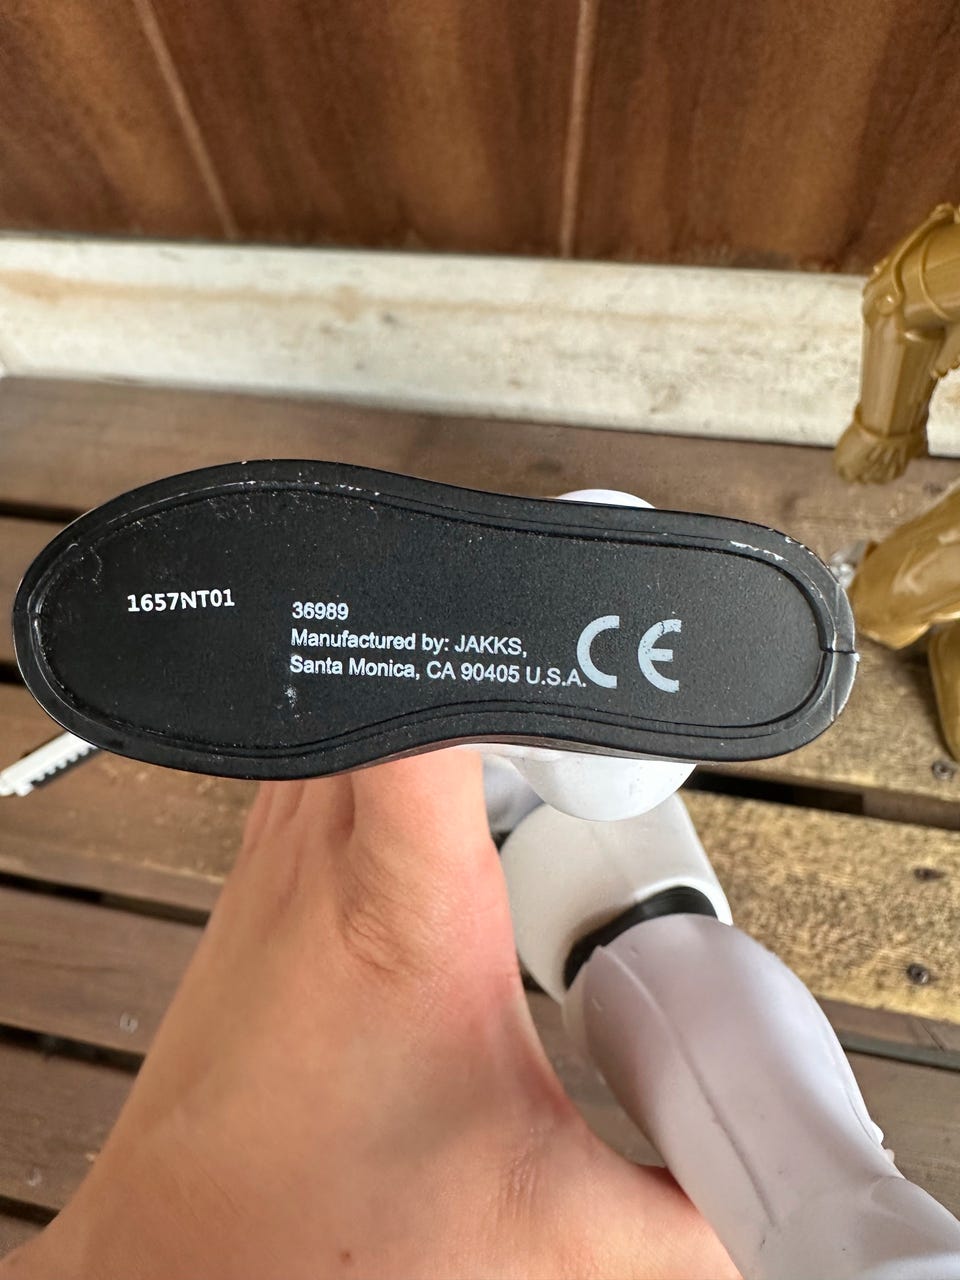 1657NT01
36989
Manufactured by: JAKKS,
Santa Monica, CA 90405 U.S.A.
CE